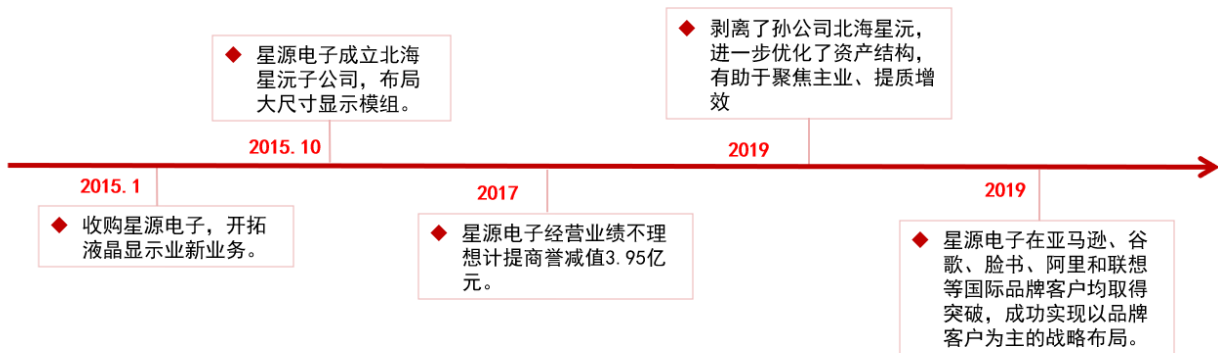 星源电子成立北海
星沅子公司，布局
大尺寸显示模组。
剥离了孙公司北海星沅，
进一步优化了资产结构，
有助于聚焦主业、提质增
效
2015.10
2019
2015.1
2017
2019
收购星源电子，开拓
液晶显示业新业务。
星源电子经营业绩不理
想计提商誉减值3.95亿
元。
星源电子在亚马逊、谷
歌、脸书、阿里和联想
等国际品牌客户均取得
突破，成功实现以品牌
客户为主的战略布局。